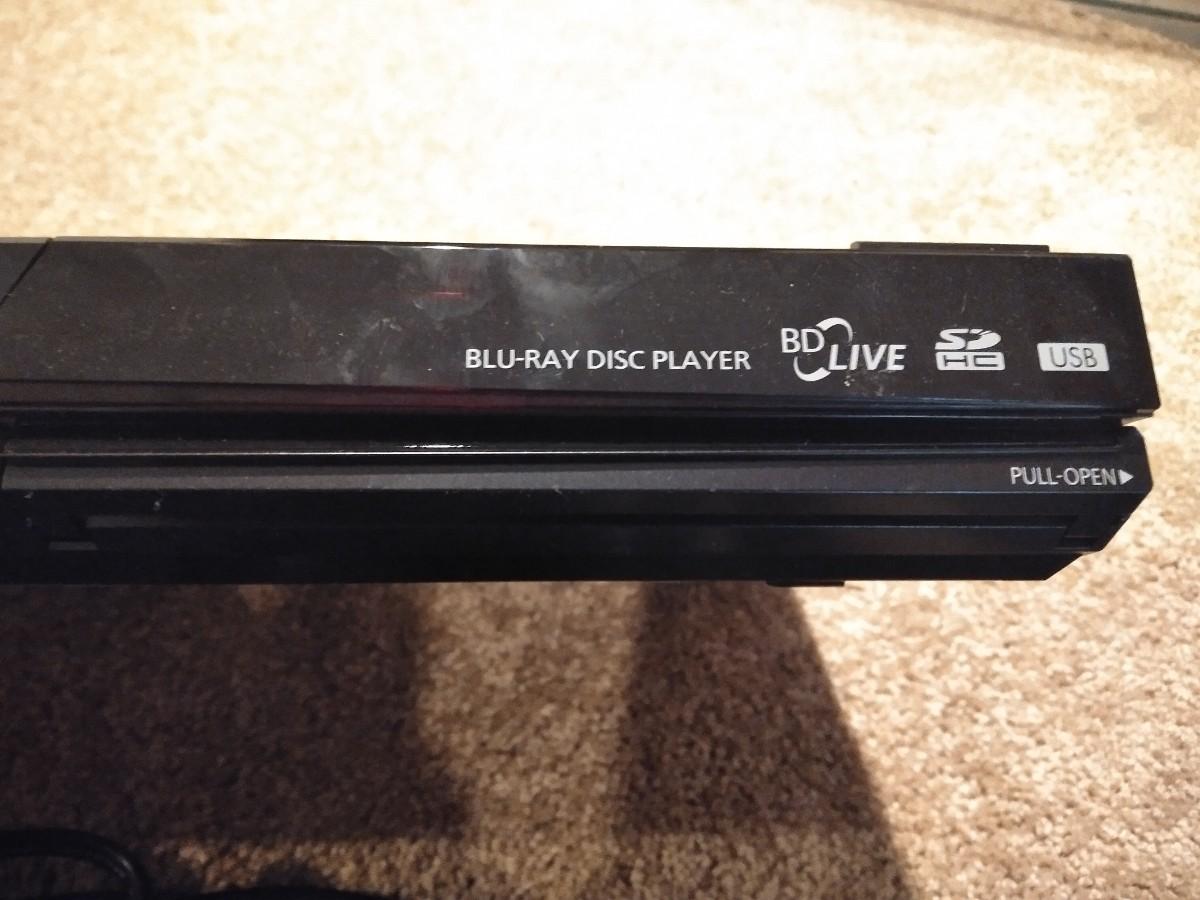 BLU-RAY DISC PLAYER BD LIVE SD HC USB
PULL-OPEN▶